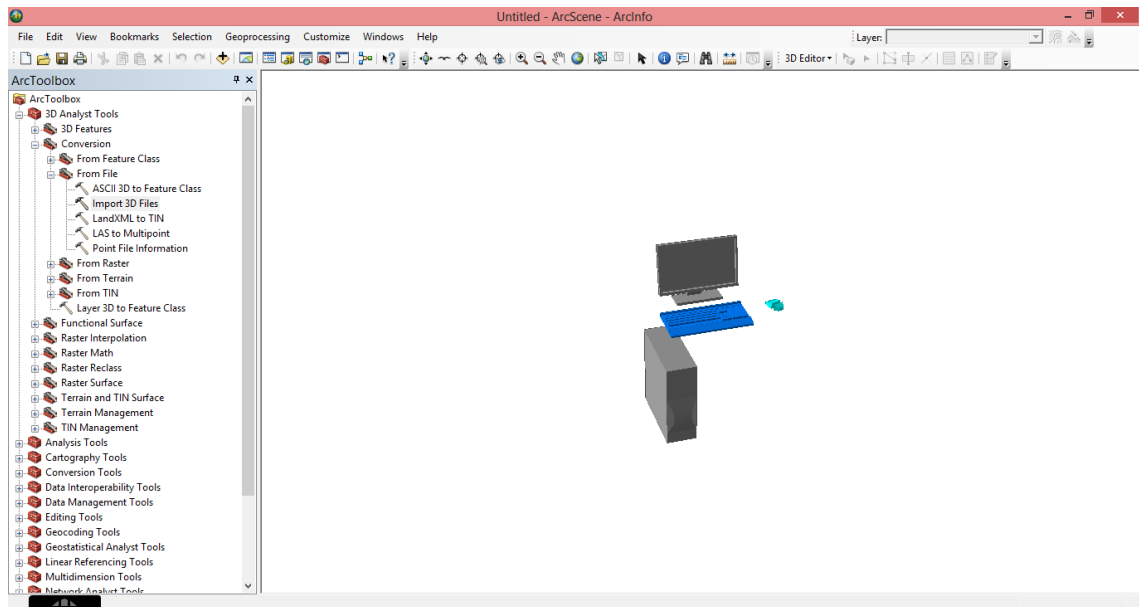 Untitled - ArcScene - ArcInfo
File Edit View Bookmarks Selection Geoprocessing Customize Windows Help
Layer:
3D Editor
ArcToolbox
ArcToolbox
3D Analyst Tools
3D Features
Conversion
From Feature Class
From File
ASCII 3D to Feature Class
Import 3D Files
LandXML to TIN
LAS to Multipoint
Point File Information
From Raster
From Terrain
From TIN
Layer 3D to Feature Class
Functional Surface
Raster Interpolation
Raster Math
Raster Reclass
Raster Surface
Terrain and TIN Surface
Terrain Management
TIN Management
Analysis Tools
Cartography Tools
Conversion Tools
Data Interoperability Tools
Data Management Tools
Editing Tools
Geocoding Tools
Geostatistical Analyst Tools
Linear Referencing Tools
Multidimension Tools
Network Analyst Tools